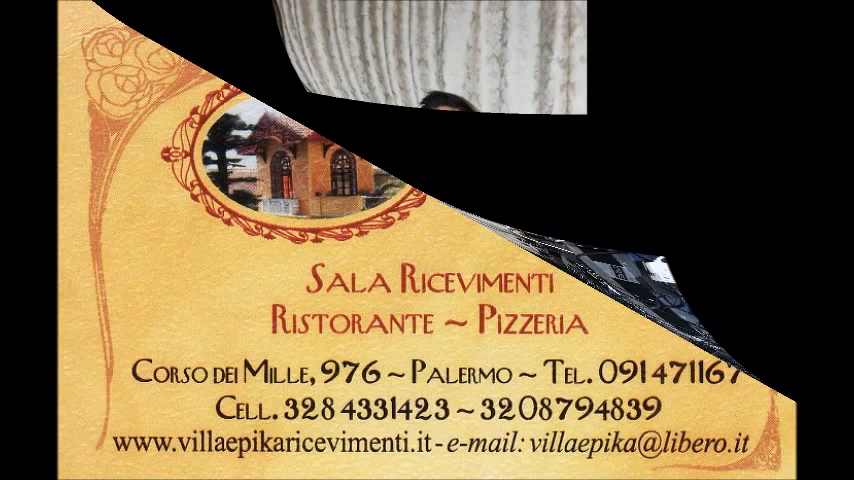 Sala Ricevimenti
Ristorante ~ Pizzeria
Corso dei Mille, 976 ~ Palermo ~ Tel. 091471167
Cell. 328 4331423 ~ 3208794839
www.villaepikaricevimenti.it - e-mail: villaepika@libero.it